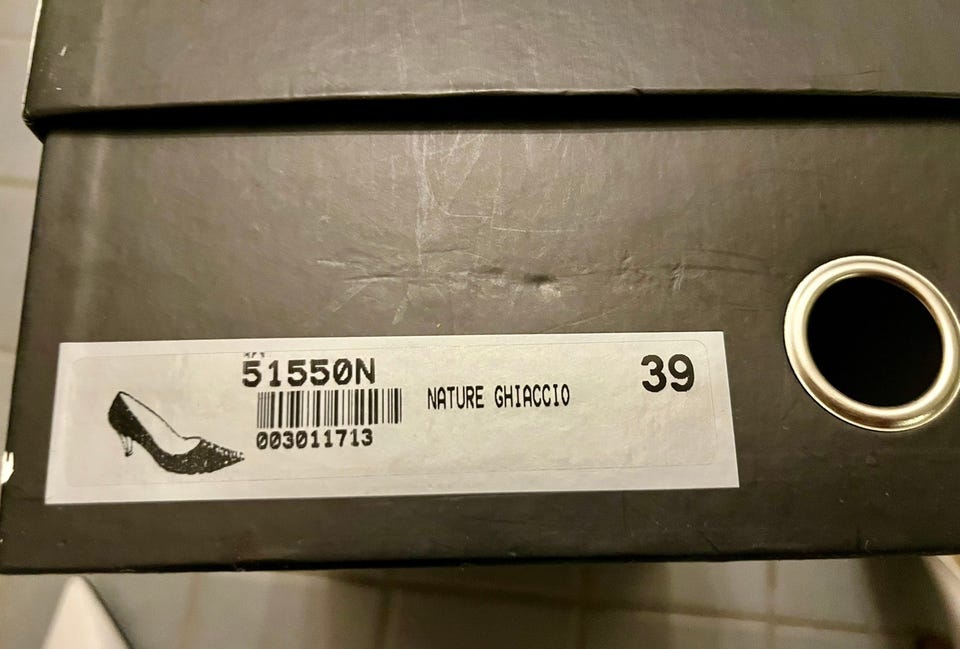 51550N
NATURE GHIACCIO
39
003011713